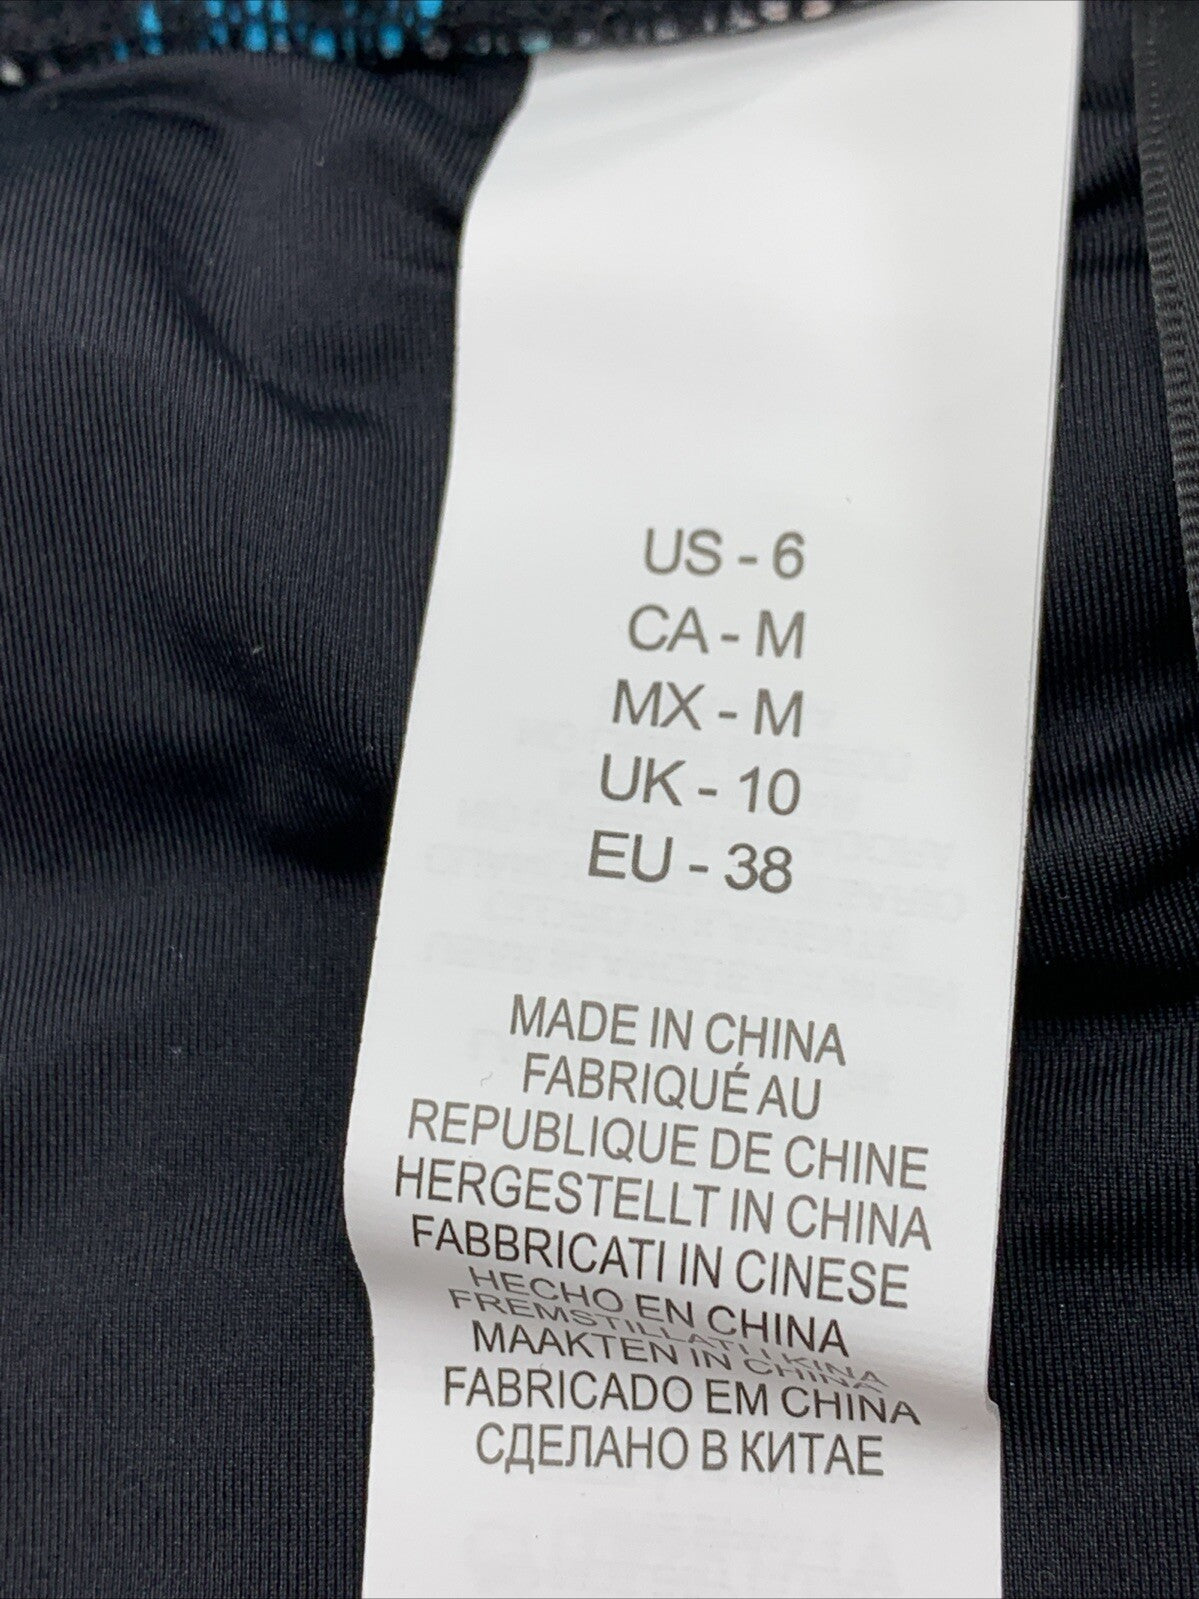 US - 6
CA - M
MX - M
UK - 10
EU - 38
MADE IN CHINA
FABRIQUÉ AU
REPUBLIQUE DE CHINE
HERGESTELLT IN CHINA
FABBRICATI IN CINESE
HECHO EN CHINA
FREMSTILLAT I KINA
MAAKTEN IN CHINA
FABRICADO EM CHINA
СДЕЛАНО В КИТАЕ